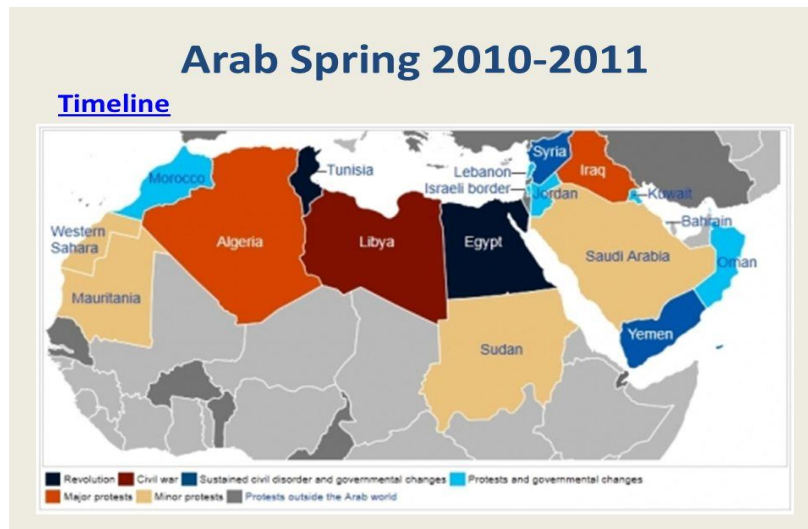 Arab Spring 2010-2011
Timeline
Morocco
Tunisia
Lebanon
Israeli border
Syria
Iraq
Jordan
Kuwait
Bahrain
Western
Sahara
Algeria
Libya
Egypt
Saudi Arabia
Oman
Mauritania
Sudan
Yemen
Revolution Civil war Sustained civil disorder and governmental changes Protests and governmental changes
Major protests Minor protests Protests outside the Arab world